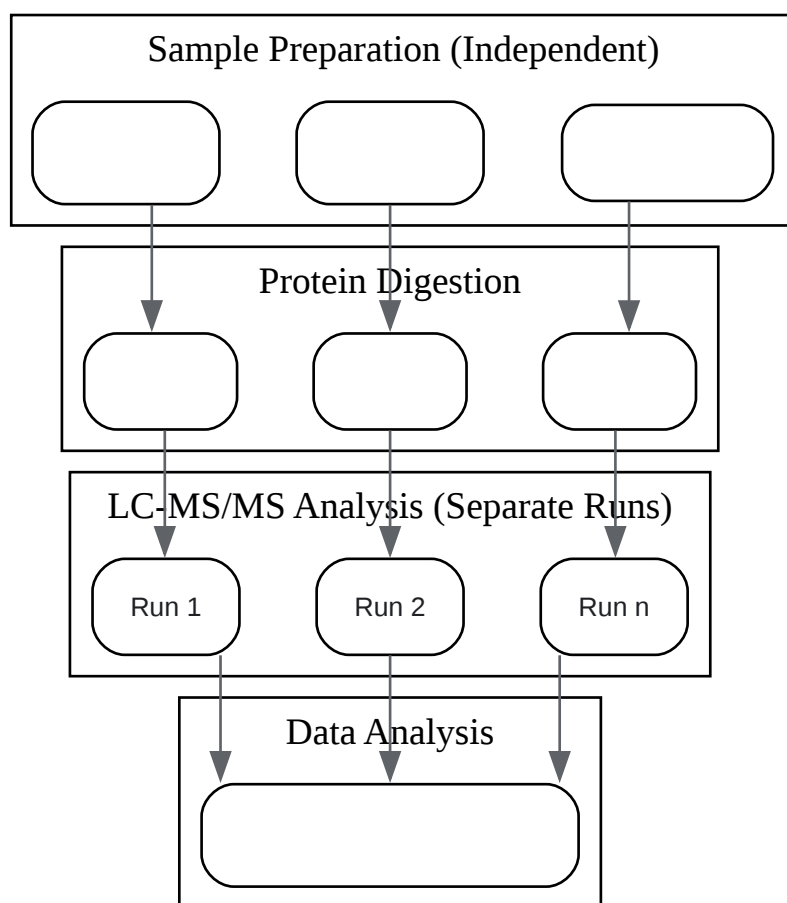 Sample Preparation (Independent)
Protein Digestion
LC-MS/MS Analysis (Separate Runs)
Run 1
Run 2
Run n
Data Analysis